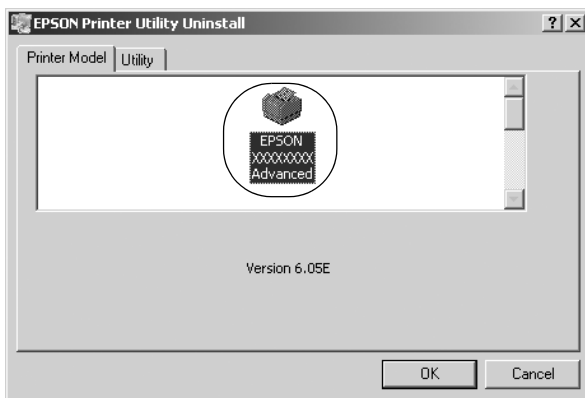 EPSON Printer Utility Uninstall
Printer Model Utility
EPSON
XXXXXXXX
Advanced
Version 6.05E
OK Cancel